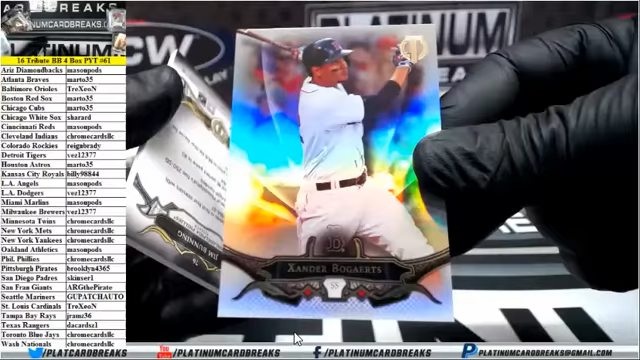 PLATINUM
CARDBREAKS
16 Tribute BB 4 Box PYT #61
Ariz Diamondbacks masonpods
Atlanta Braves marto35
Baltimore Orioles TreXeoN
Boston Red Sox marto35
Chicago Cubs marto35
Chicago White Sox sharard
Cincinnati Reds masonpods
Cleveland Indians chromecardsllc
Colorado Rockies reignbrady
Detroit Tigers vez12377
Houston Astros marto35
Kansas City Royals billy98844
L.A. Angels masonpods
L.A. Dodgers vez12377
Miami Marlins masonpods
Milwaukee Brewers vez12377
Minnesota Twins chromecardsllc
New York Mets chromecardsllc
New York Yankees chromecardsllc
Oakland Athletics masonpods
Phil. Phillies chromecardsllc
Pittsburgh Pirates brooklyn4365
San Diego Padres skinser1
San Fran Giants ARGthePirate
Seattle Mariners GUPATCHAUTO
St. Louis Cardinals TreXeoN
Tampa Bay Rays jramz36
Texas Rangers dacardsz1
Toronto Blue Jays chromecardsllc
Wash Nationals chromecardsllc
XANDER BOGAERTS
SS
JIM BUNNING
/PLATCARDBREAKS
/PLATINUMCARDBREAKS
/PLATINUMCARDBREAKS
PLATINUMCARDBREAKS@GMAIL.COM